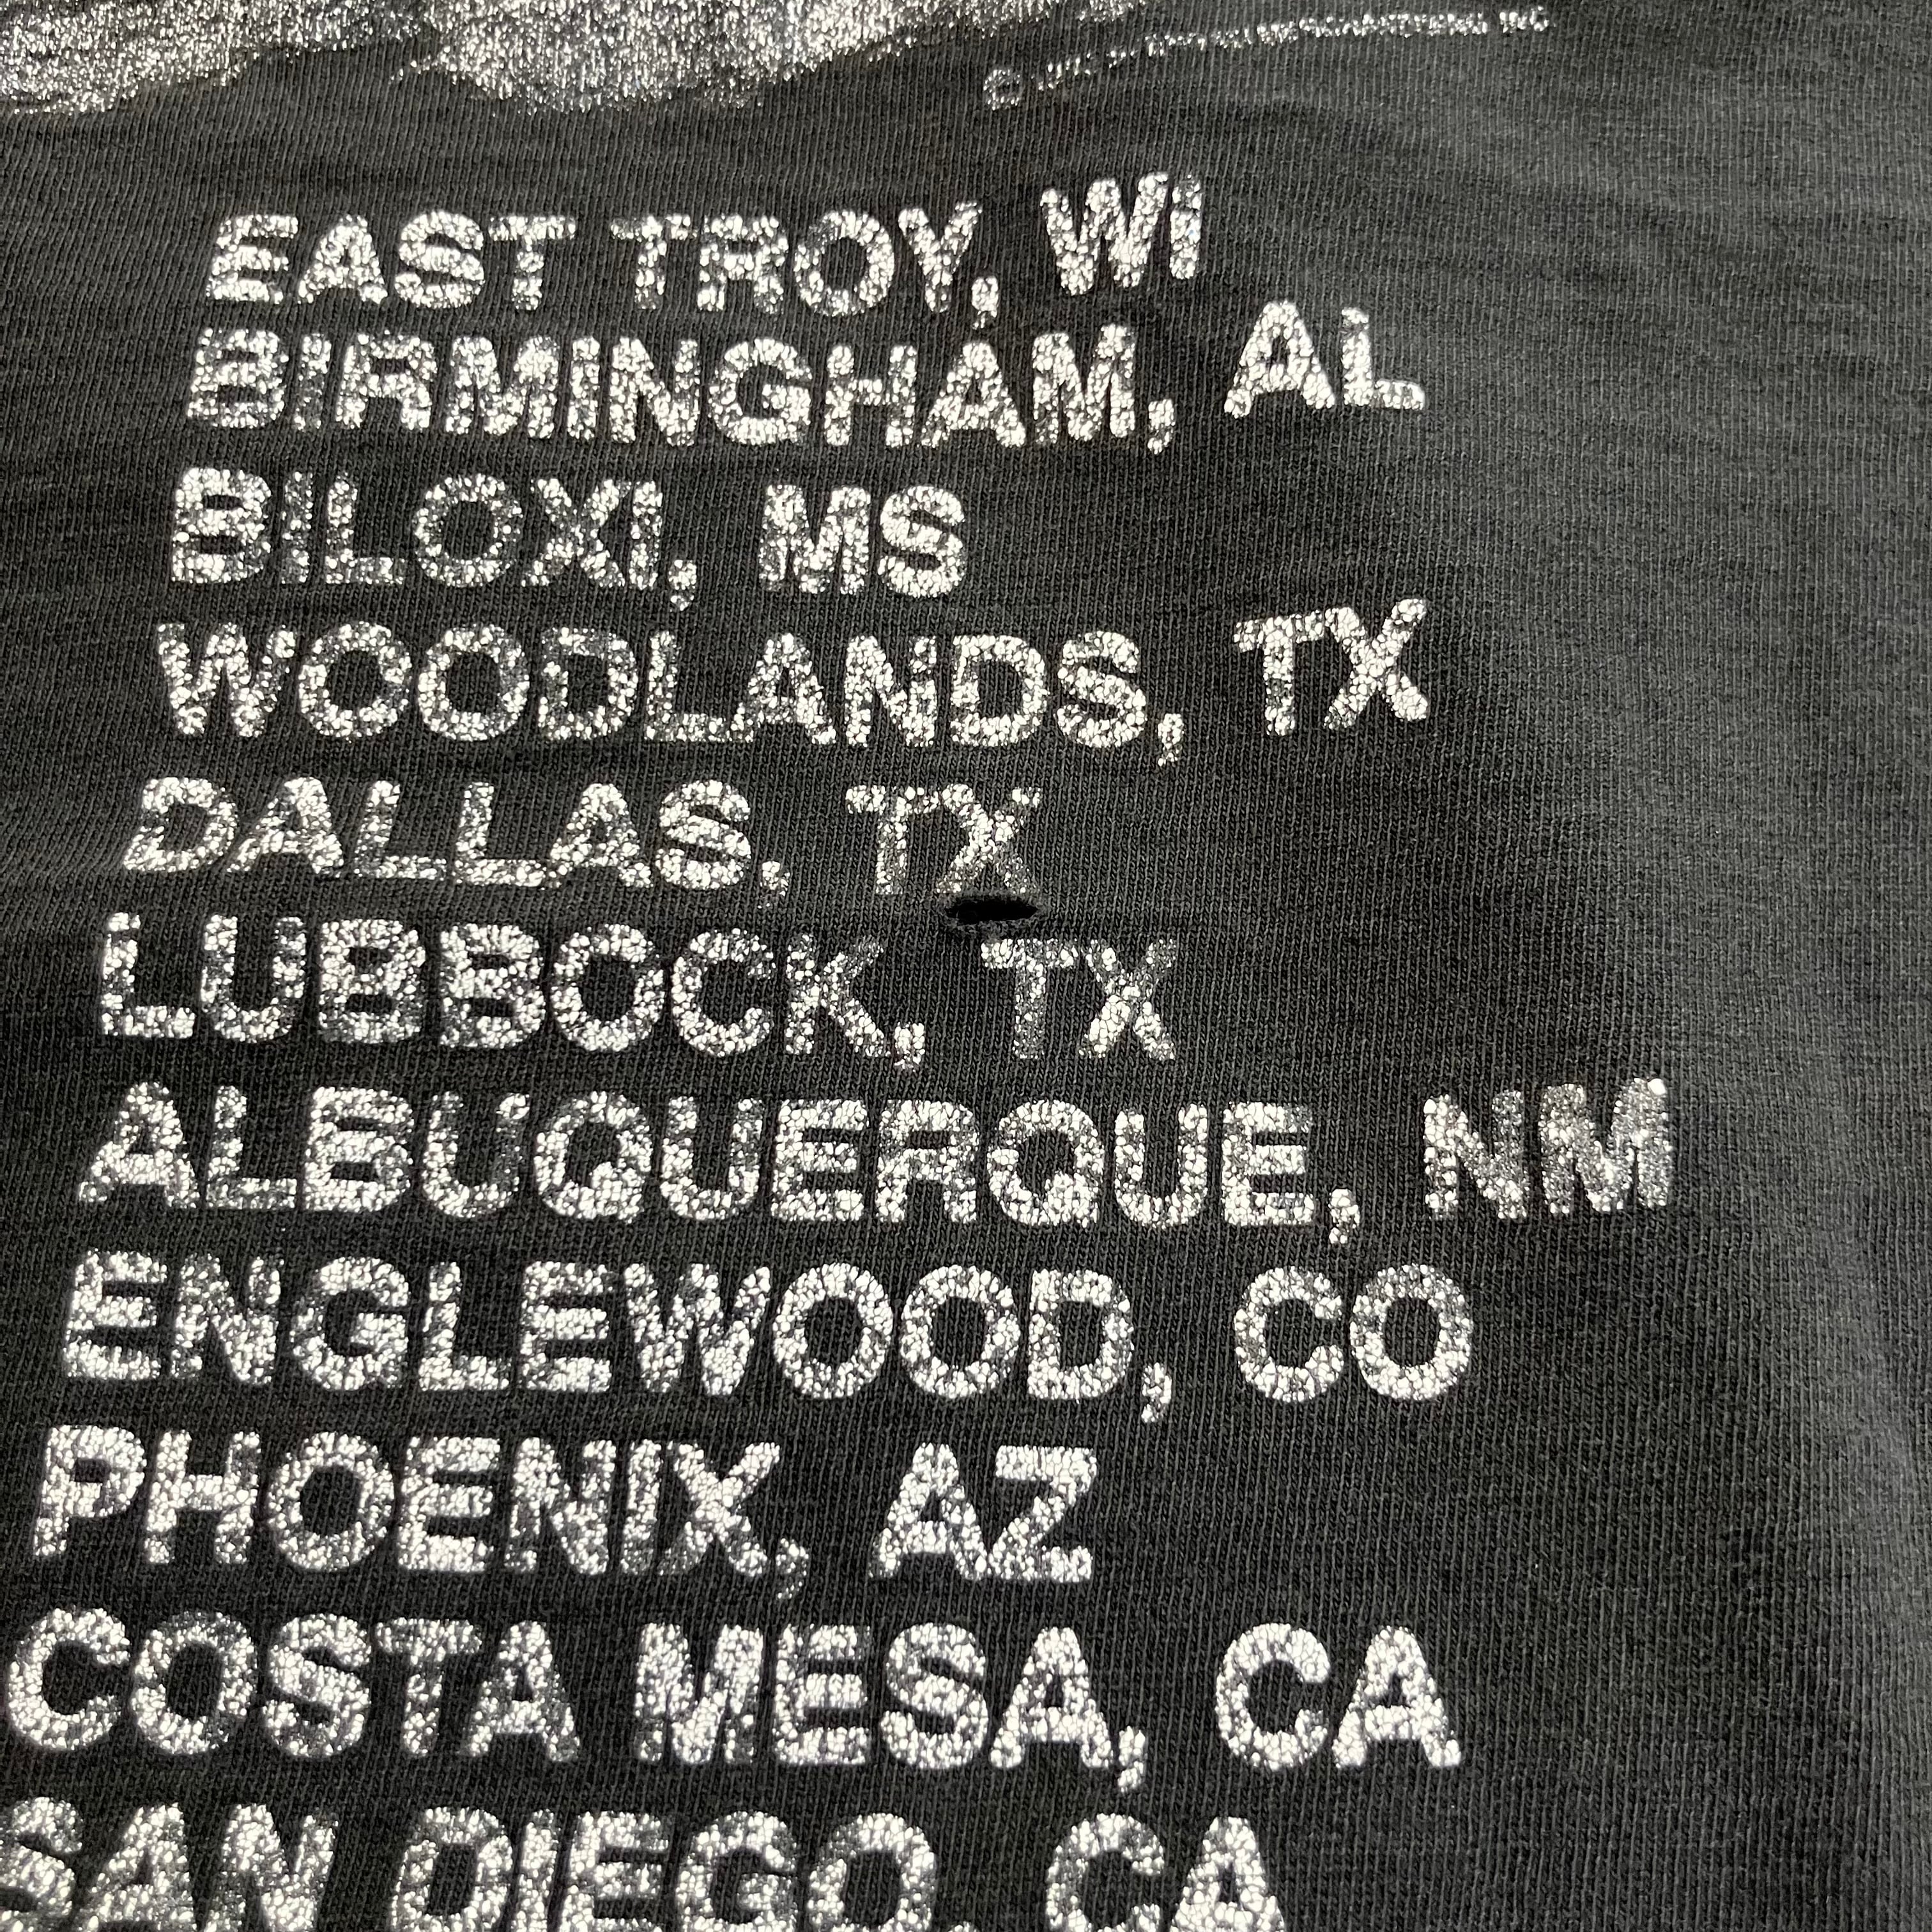 ©
INC
EAST TROY, WI
BIRMINGHAM, AL
BILOXI, MS
WOODLANDS, TX
DALLAS, TX
LUBBOCK, TX
ALBUQUERQUE, NM
ENGLEWOOD, CO
PHOENIX, AZ
COSTA MESA, CA
SAN DIEGO, CA